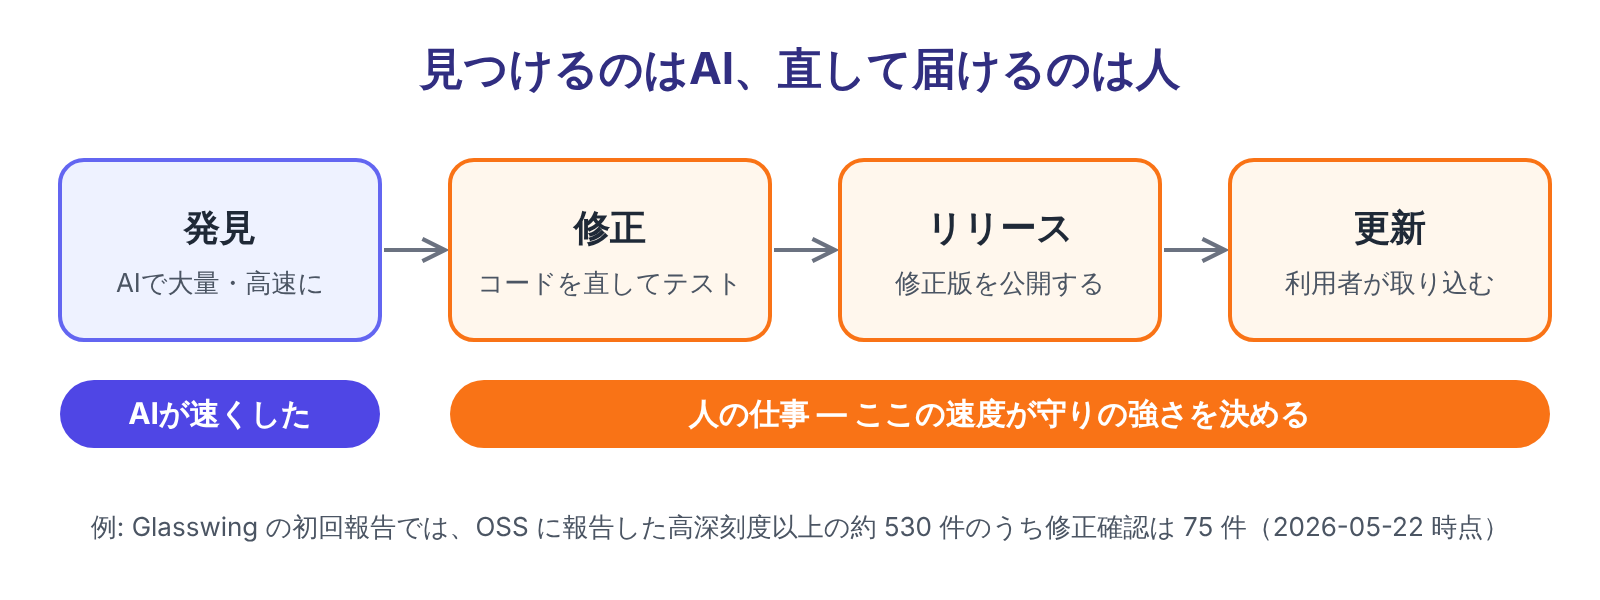 見つけるのはAI、直して届けるのは人
発見
AIで大量・高速に
修正
コードを直してテスト
リリース
修正版を公開する
更新
利用者が取り込む
AIが速くした
人の仕事 — ここの速度が守りの強さを決める
例: Glasswing の初回報告では、OSS に報告した高深刻度以上の約 530 件のうち修正確認は 75 件（2026-05-22 時点）